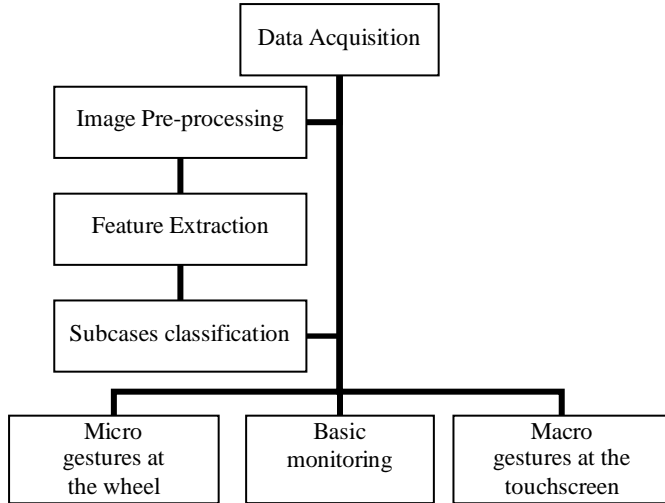 Data Acquisition
Image Pre-processing
Feature Extraction
Subcases classification
Micro
gestures at
the wheel
Basic
monitoring
Macro
gestures at the
touchscreen